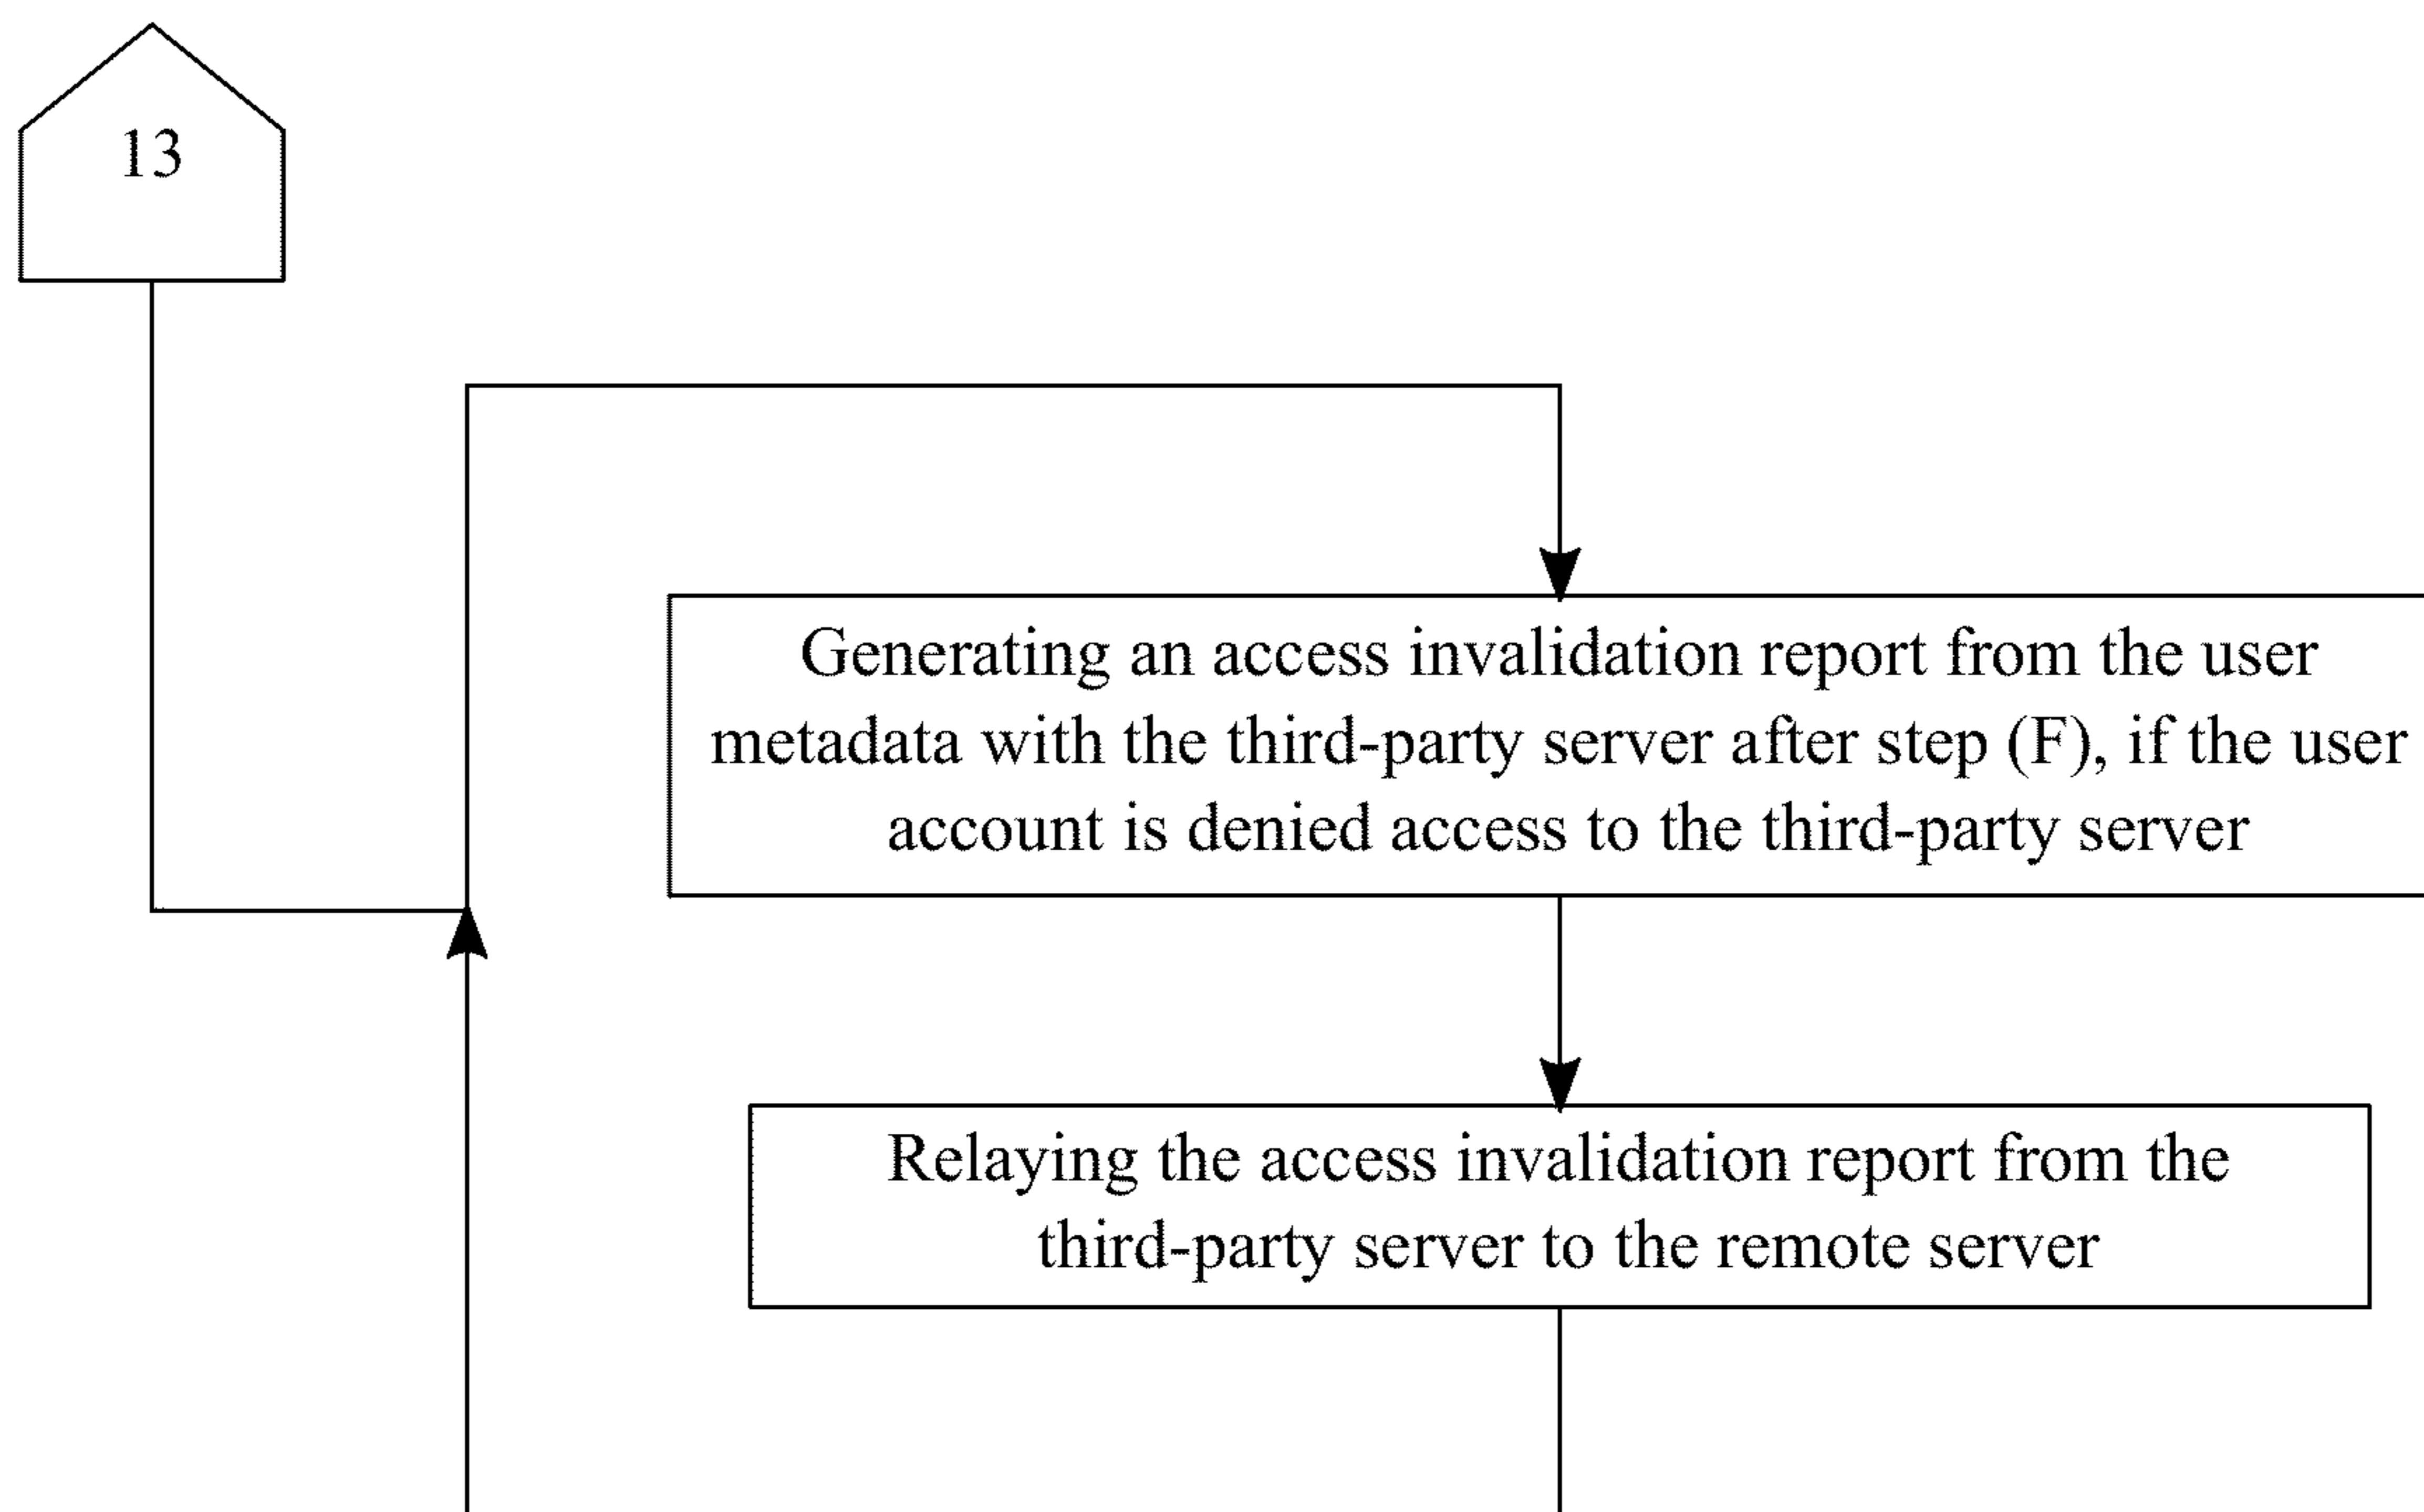 13
Generating an access invalidation report from the user
metadata with the third-party server after step (F), if the user
account is denied access to the third-party server
Relaying the access invalidation report from the
third-party server to the remote server